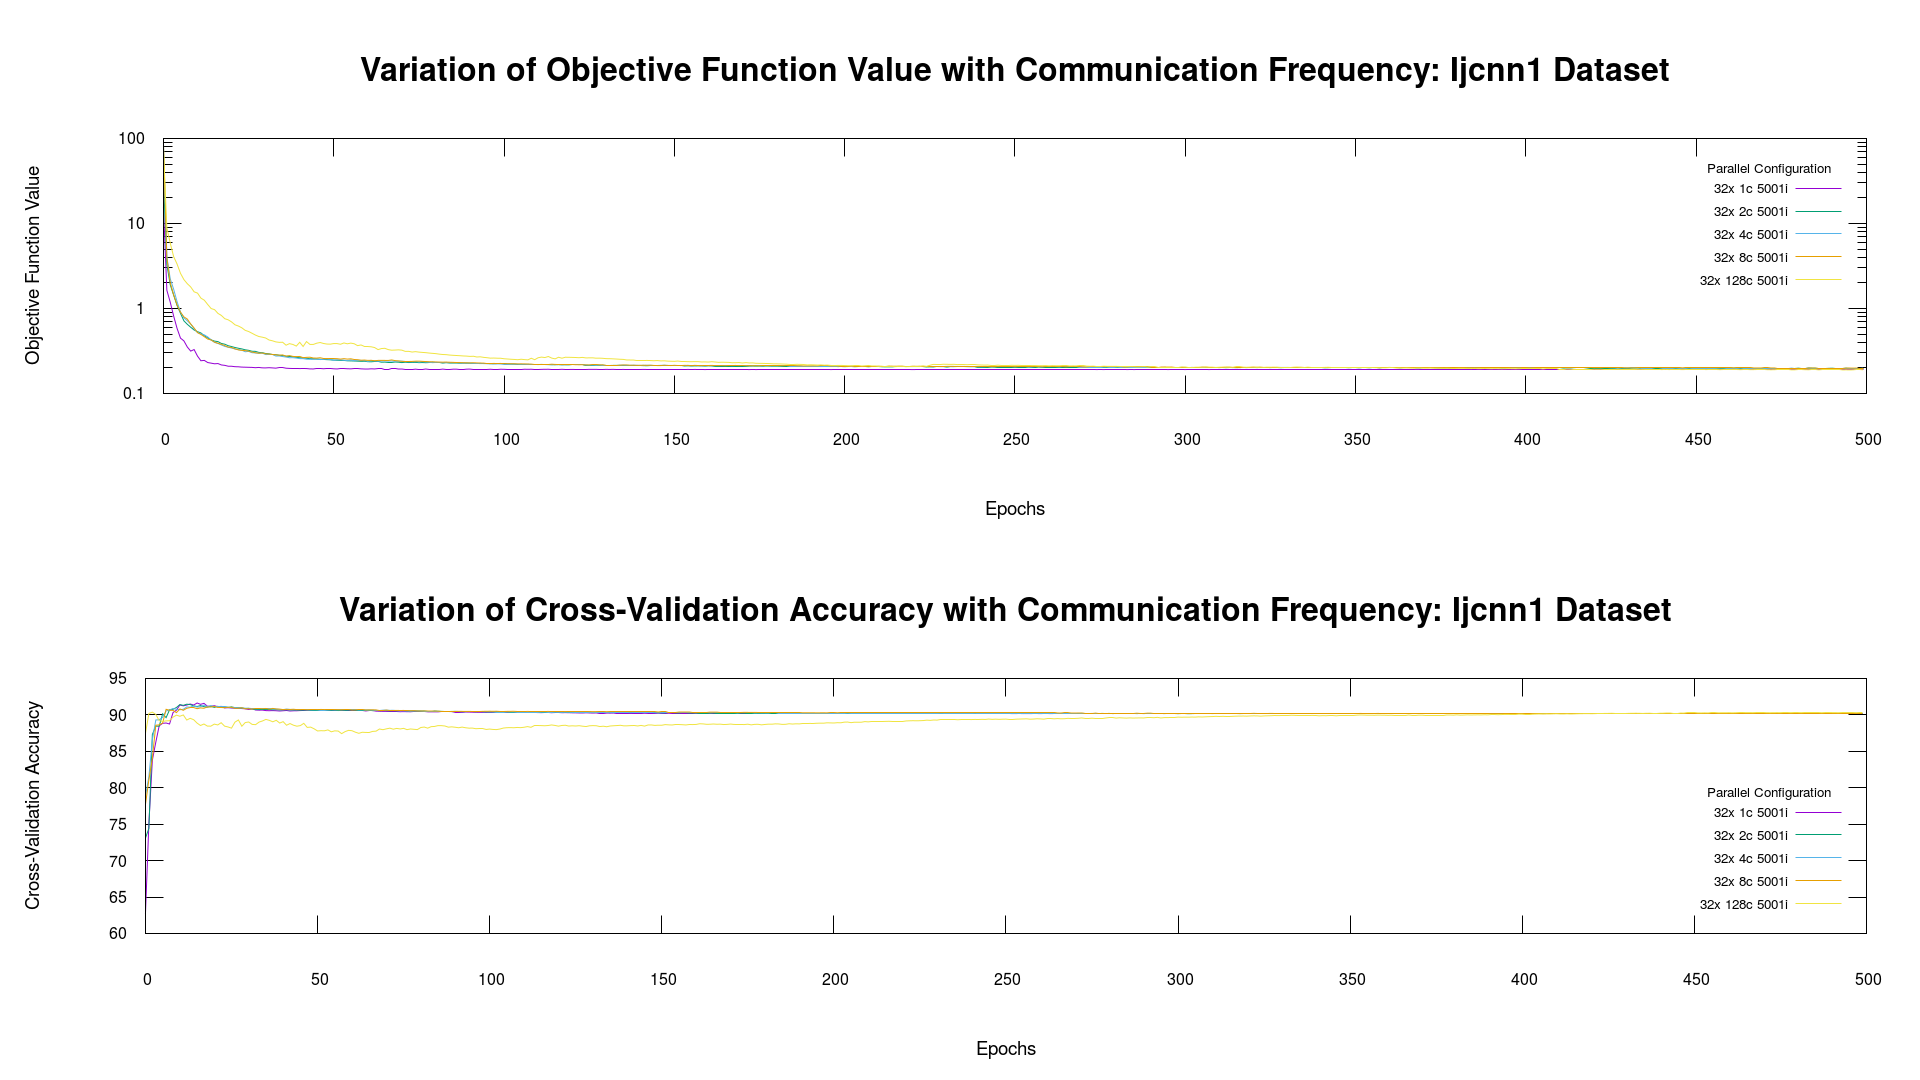 Variation of Objective Function Value with Communication Frequency: Ijcnn1 Dataset
100
10
1
0.1
Objective Function Value
Parallel Configuration
32x 1c 5001i
32x 2c 5001i
32x 4c 5001i
32x 8c 5001i
32x 128c 5001i
0 50 100 150 200 250 300 350 400 450 500
Epochs
Variation of Cross-Validation Accuracy with Communication Frequency: Ijcnn1 Dataset
95
90
85
80
75
70
65
60
Cross-Validation Accuracy
Parallel Configuration
32x 1c 5001i
32x 2c 5001i
32x 4c 5001i
32x 8c 5001i
32x 128c 5001i
0 50 100 150 200 250 300 350 400 450 500
Epochs